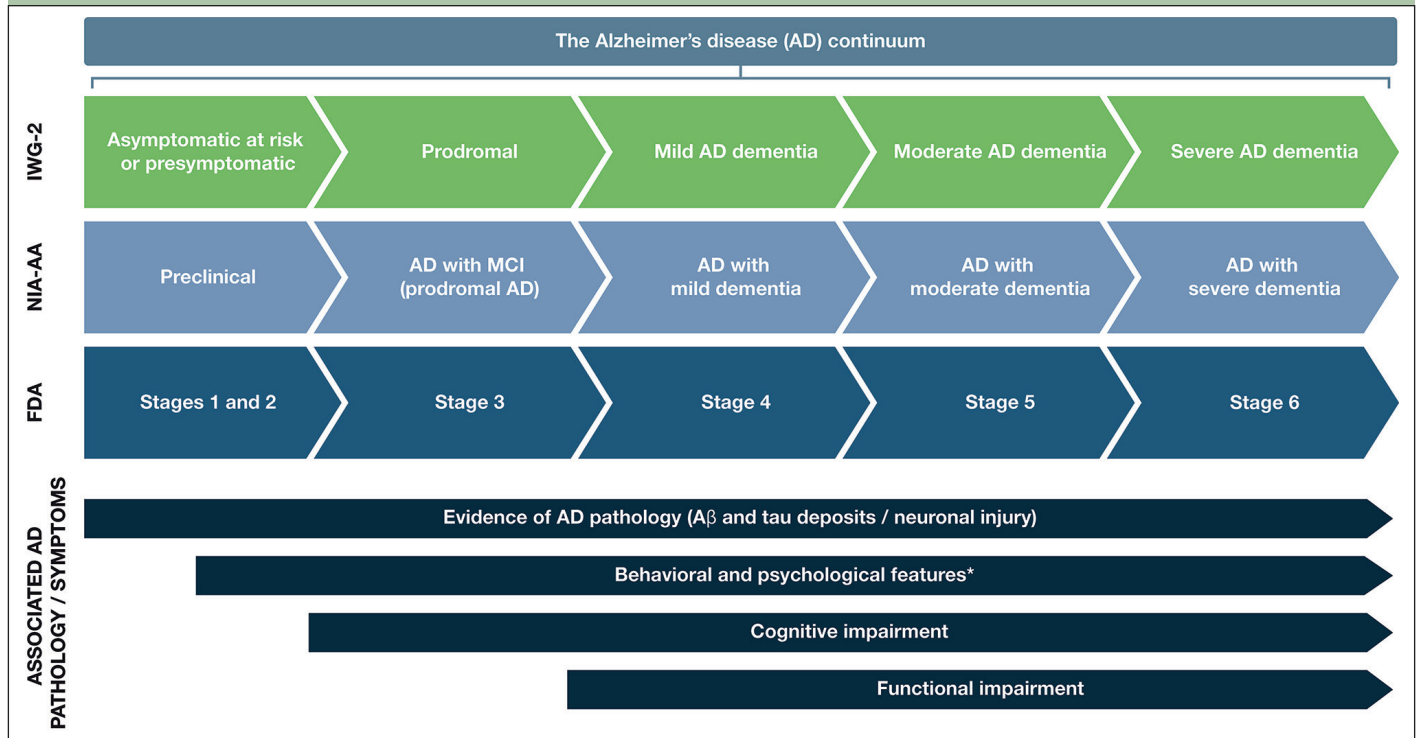 The Alzheimer’s disease (AD) continuum
IWG-2
Asymptomatic at risk
or presymptomatic
Prodromal
Mild AD dementia
Moderate AD dementia
Severe AD dementia
NIA-AA
Preclinical
AD with MCI
(prodromal AD)
AD with
mild dementia
AD with
moderate dementia
AD with
severe dementia
FDA
Stages 1 and 2
Stage 3
Stage 4
Stage 5
Stage 6
ASSOCIATED AD
PATHOLOGY / SYMPTOMS
Evidence of AD pathology (Aβ and tau deposits / neuronal injury)
Behavioral and psychological features*
Cognitive impairment
Functional impairment